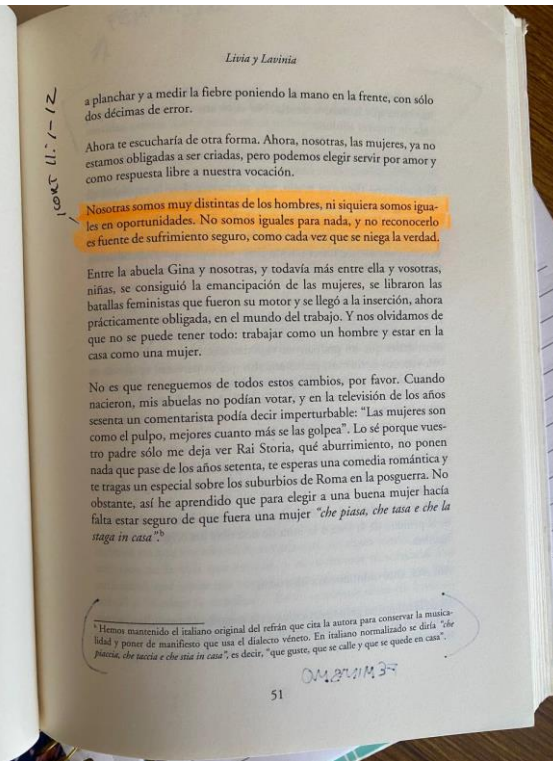 Livia y Lavinia
a planchar y a medir la fiebre poniendo la mano en la frente, con sólo
dos décimas de error.
Ahora te escucharía de otra forma. Ahora, nosotras, las mujeres, ya no
estamos obligadas a ser criadas, pero podemos elegir servir por amor y
como respuesta libre a nuestra vocación.
Nosotras somos muy distintas de los hombres, ni siquiera somos igua-
les en oportunidades. No somos iguales para nada, y no reconocerlo
es fuente de sufrimiento seguro, como cada vez que se niega la verdad.
Entre la abuela Gina y nosotras, y todavía más entre ella y vosotras,
niñas, se consiguió la emancipación de las mujeres, se libraron las
batallas feministas que fueron su motor y se llegó a la inserción, ahora
prácticamente obligada, en el mundo del trabajo. Y nos olvidamos de
que no se puede tener todo: trabajar como un hombre y estar en la
casa como una mujer.
No es que reneguemos de todos estos cambios, por favor. Cuando
nacieron, mis abuelas no podían votar, y en la televisión de los años
sesenta un comentarista podía decir imperturbable: “Las mujeres son
como el pulpo, mejores cuanto más se las golpea”. Lo sé porque vues-
tro padre sólo me deja ver Rai Storia, qué aburrimiento, no ponen
nada que pase de los años setenta, te esperas una comedia romántica y
te tragas un especial sobre los suburbios de Roma en la posguerra. No
obstante, así he aprendido que para elegir a una buena mujer hacía
falta estar seguro de que fuera una mujer “che piasa, che tasa e che la
staga in casa”.b
b Hemos mantenido el italiano original del refrán que cita la autora para conservar la musica-
lidad y poner de manifiesto que usa el dialecto véneto. En italiano normalizado se diría “che
piaccia, che taccia e che stia in casa”, es decir, “que guste, que se calle y que se quede en casa”.
51